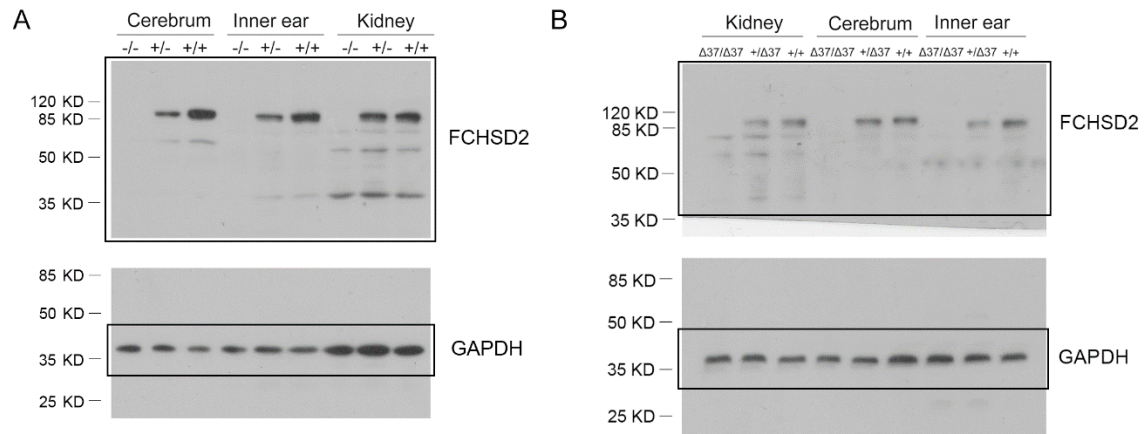 A
Cerebrum Inner ear Kidney
-/- +/- +/+ -/- +/- +/+ -/- +/- +/+
120 KD
85 KD
50 KD
35 KD
FCHSD2
85 KD
50 KD
35 KD
25 KD
GAPDH
B
Kidney Cerebrum Inner ear
Δ37/Δ37 +/Δ37 +/+ Δ37/Δ37 +/Δ37 +/+ Δ37/Δ37 +/Δ37 +/+
120 KD
85 KD
50 KD
35 KD
FCHSD2
85 KD
50 KD
35 KD
25 KD
GAPDH